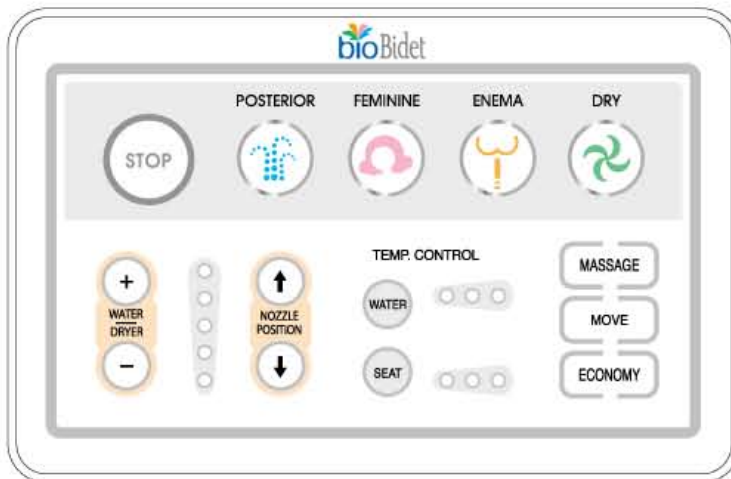 bioBidet
POSTERIOR FEMININE ENEMA DRY
STOP
TEMP. CONTROL
+
WATER
DRYER
−
NOZZLE
POSITION
WATER
SEAT
MASSAGE
MOVE
ECONOMY